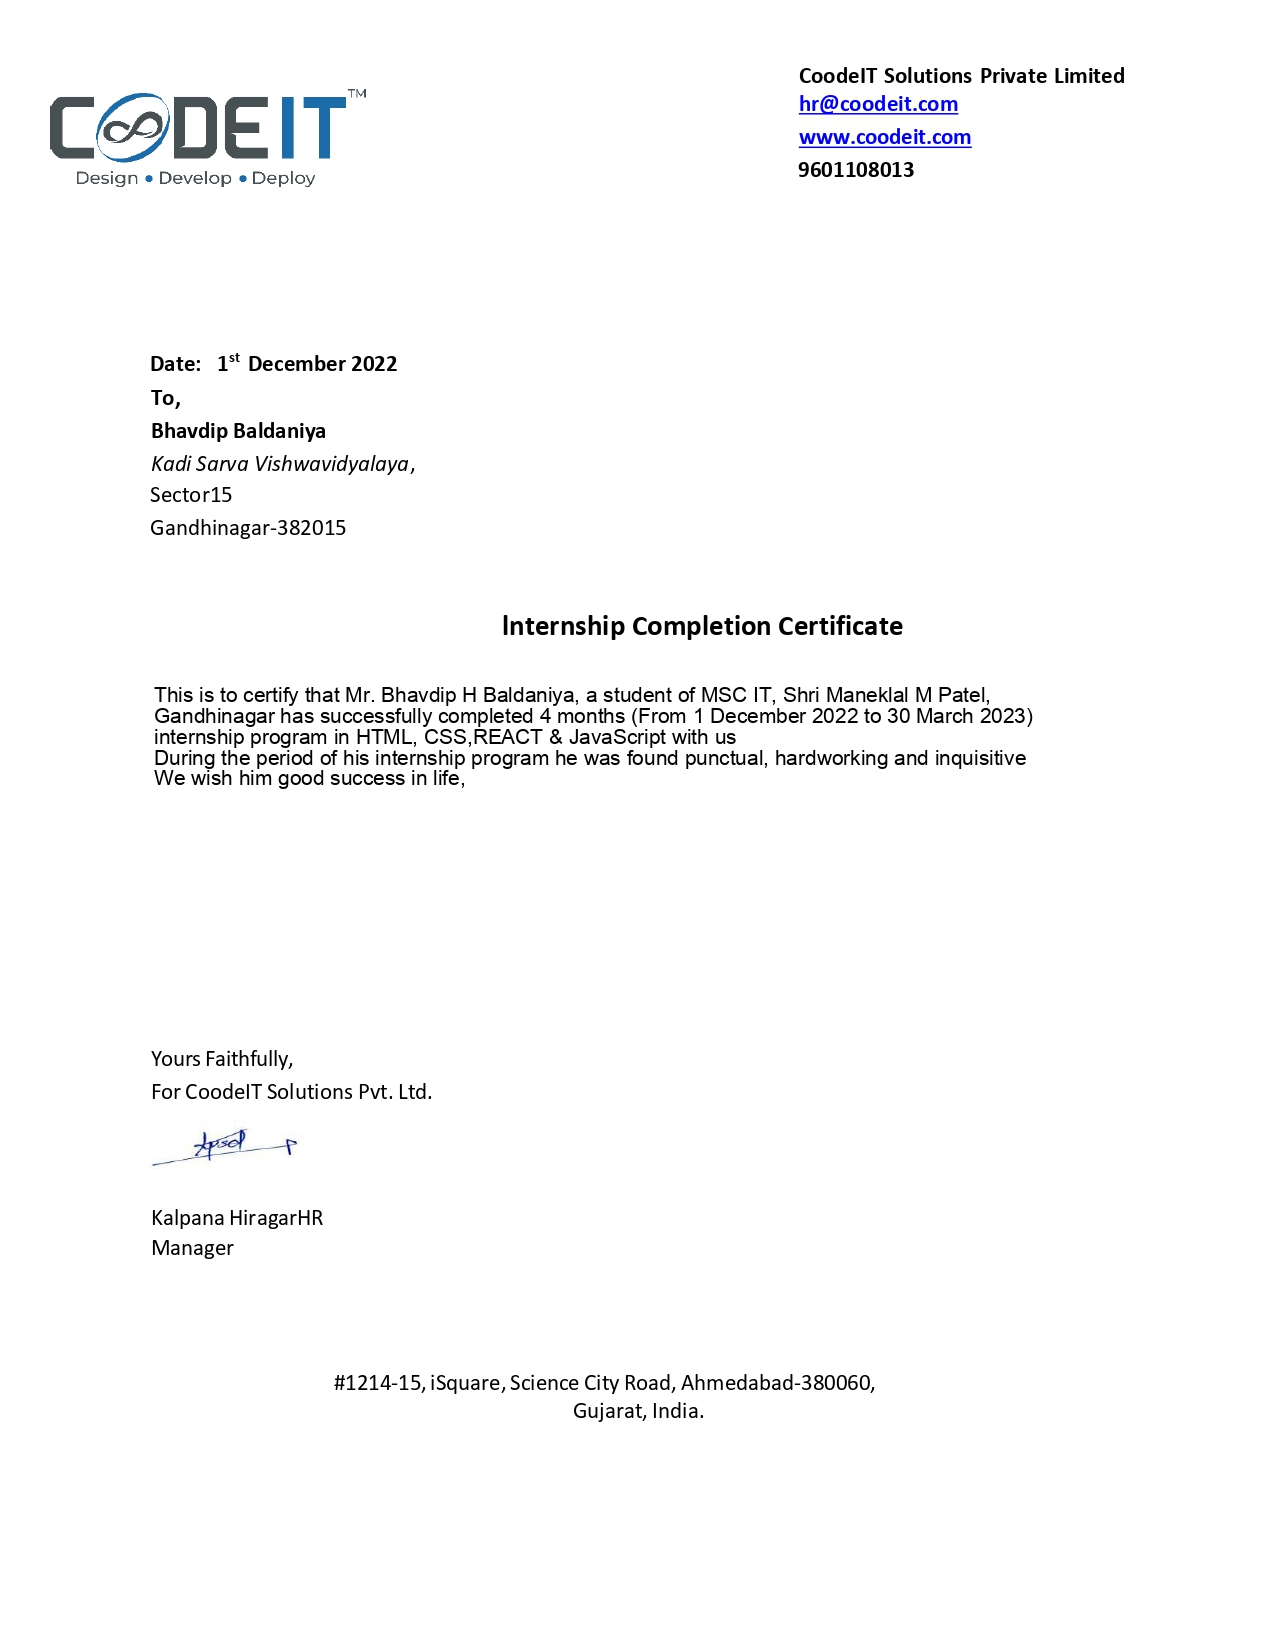 CODEIT™
Design • Develop • Deploy
CoodeIT Solutions Private Limited
hr@coodeit.com
www.coodeit.com
9601108013
Date: 1st December 2022
To,
Bhavdip Baldaniya
Kadi Sarva Vishwavidyalaya,
Sector15
Gandhinagar-382015
Internship Completion Certificate
This is to certify that Mr. Bhavdip H Baldaniya, a student of MSC IT, Shri Maneklal M Patel,
Gandhinagar has successfully completed 4 months (From 1 December 2022 to 30 March 2023)
internship program in HTML, CSS,REACT & JavaScript with us
During the period of his internship program he was found punctual, hardworking and inquisitive
We wish him good success in life,
Yours Faithfully,
For CoodeIT Solutions Pvt. Ltd.
Kalpana HiragarHR
Manager
#1214-15, iSquare, Science City Road, Ahmedabad-380060,
Gujarat, India.